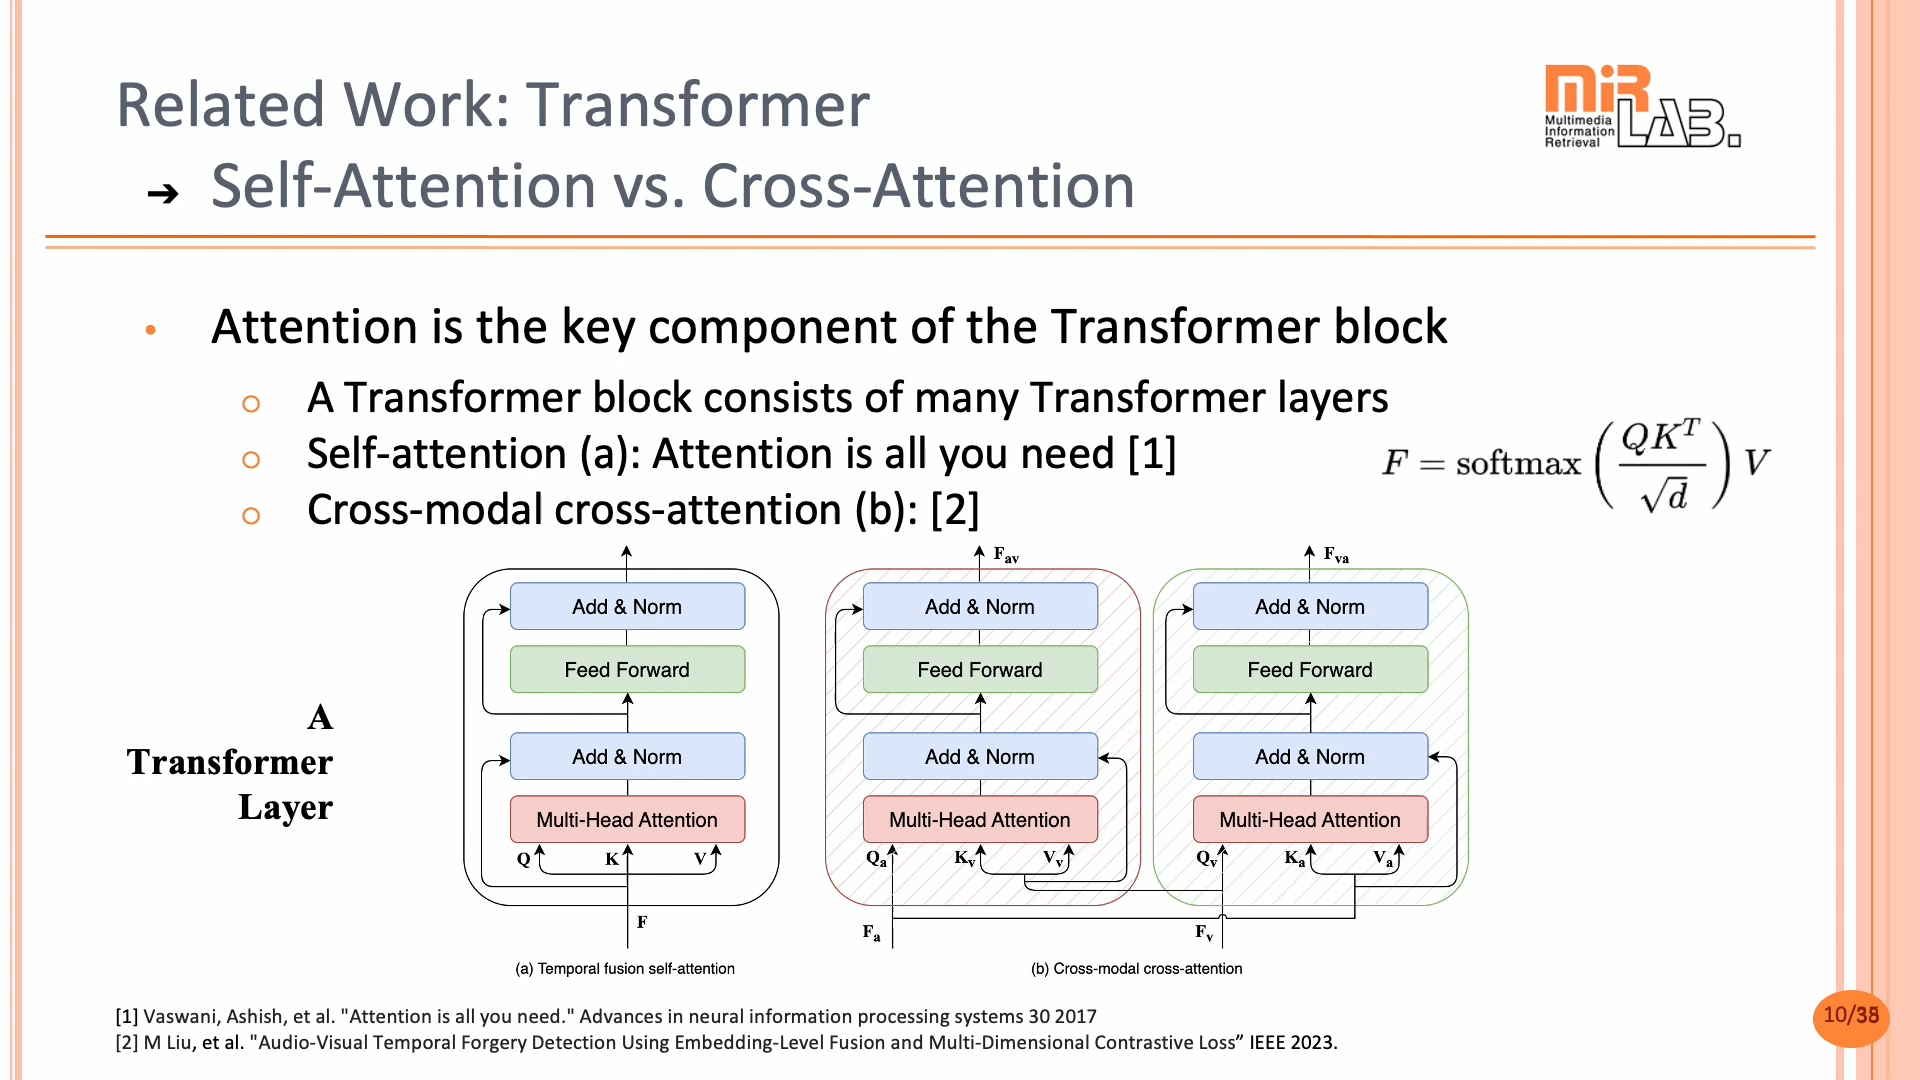 Related Work: Transformer
MiR LAB.
Multimedia
Information
Retrieval
➔ Self-Attention vs. Cross-Attention
• Attention is the key component of the Transformer block
o A Transformer block consists of many Transformer layers
o Self-attention (a): Attention is all you need [1]
F = softmax(QK^T / √d) V
o Cross-modal cross-attention (b): [2]
A
Transformer
Layer
Add & Norm
Feed Forward
Add & Norm
Multi-Head Attention
Q K V
F
(a) Temporal fusion self-attention
F_av
Add & Norm
Feed Forward
Add & Norm
Multi-Head Attention
Q_a K_v V_v
F_a
F_va
Add & Norm
Feed Forward
Add & Norm
Multi-Head Attention
Q_v K_a V_a
F_v
(b) Cross-modal cross-attention
[1] Vaswani, Ashish, et al. "Attention is all you need." Advances in neural information processing systems 30 2017
[2] M Liu, et al. "Audio-Visual Temporal Forgery Detection Using Embedding-Level Fusion and Multi-Dimensional Contrastive Loss” IEEE 2023.
10/